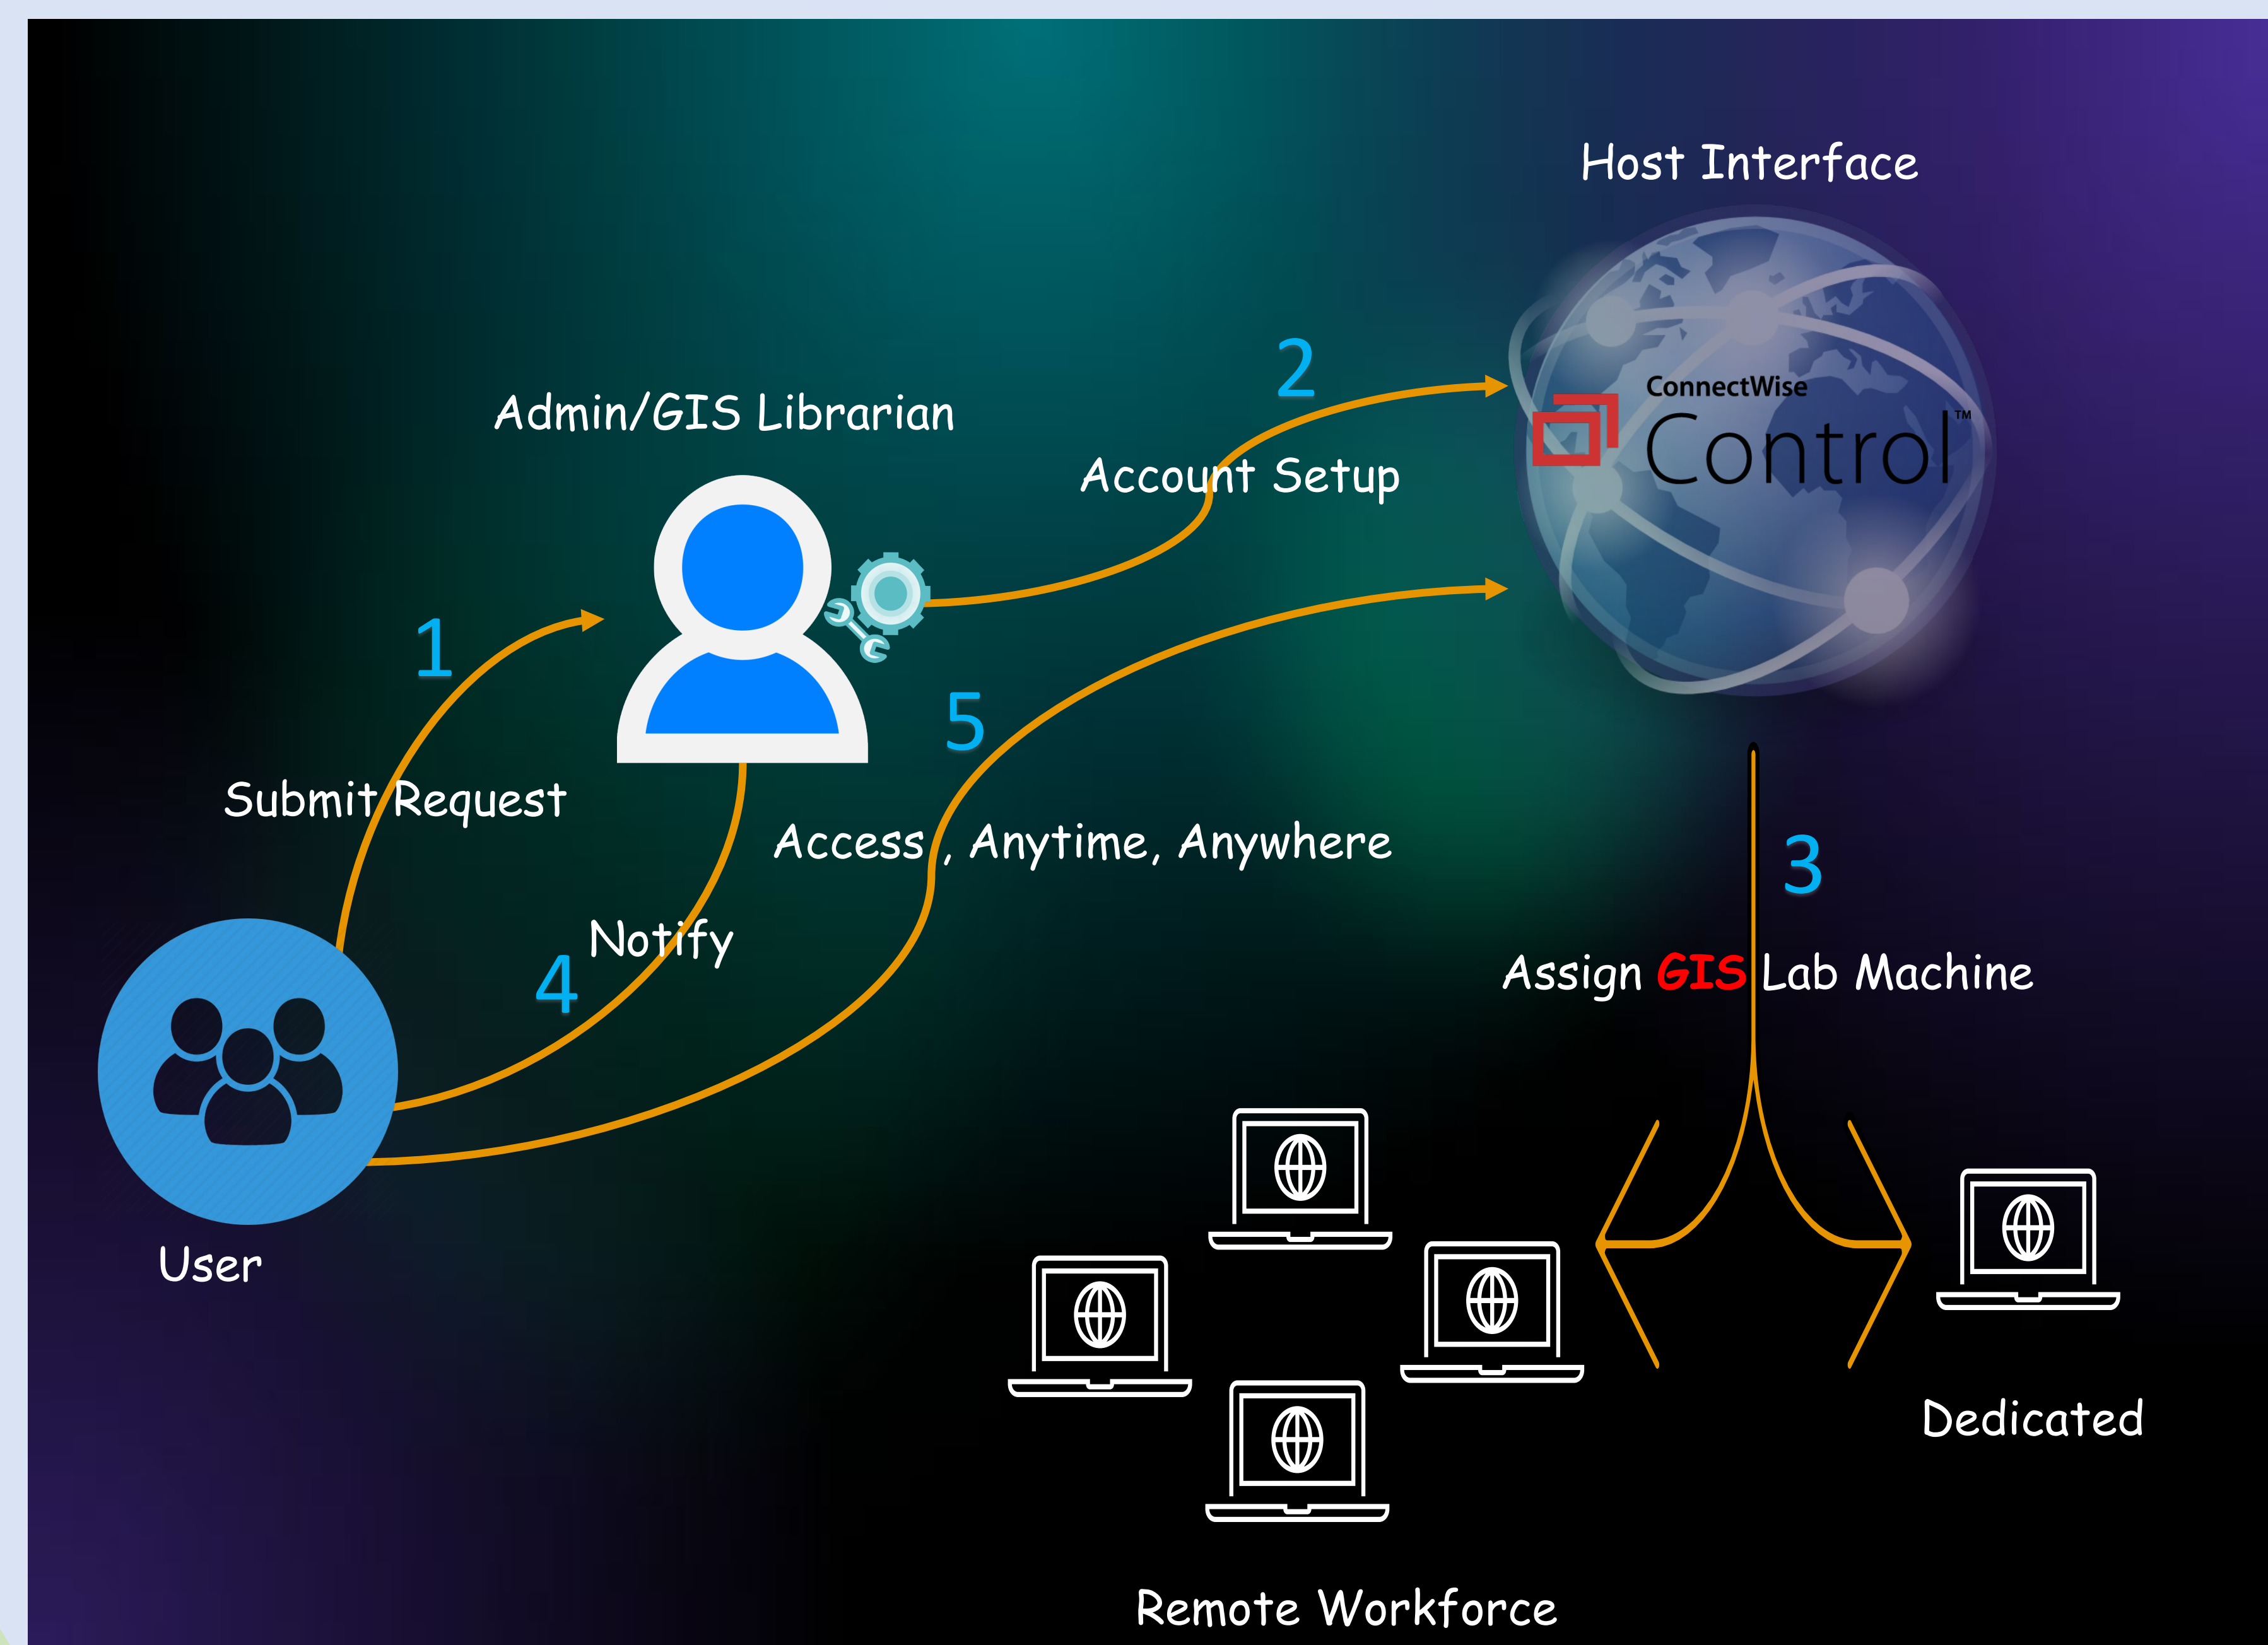 Host Interface
ConnectWise
Control™
2
Admin/GIS Librarian
Account Setup
1
5
Submit Request
Access , Anytime, Anywhere
3
Notify
4
Assign GIS Lab Machine
User
Dedicated
Remote Workforce